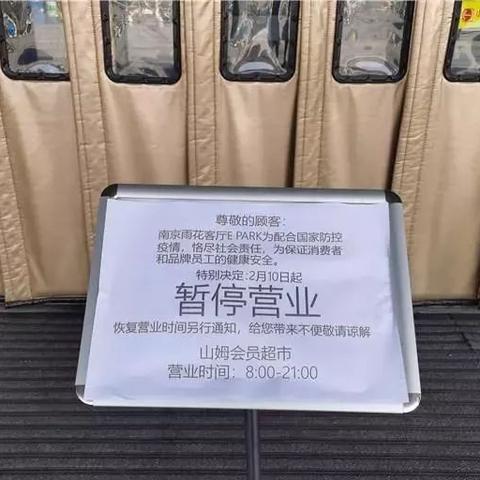 尊敬的顾客：
南京雨花客厅E PARK为配合国家防控
疫情，恪尽社会责任，为保证消费者
和品牌员工的健康安全。
特别决定:2月10日起
暂停营业
恢复营业时间另行通知，给您带来不便敬请谅解
山姆会员超市
营业时间：8:00-21:00